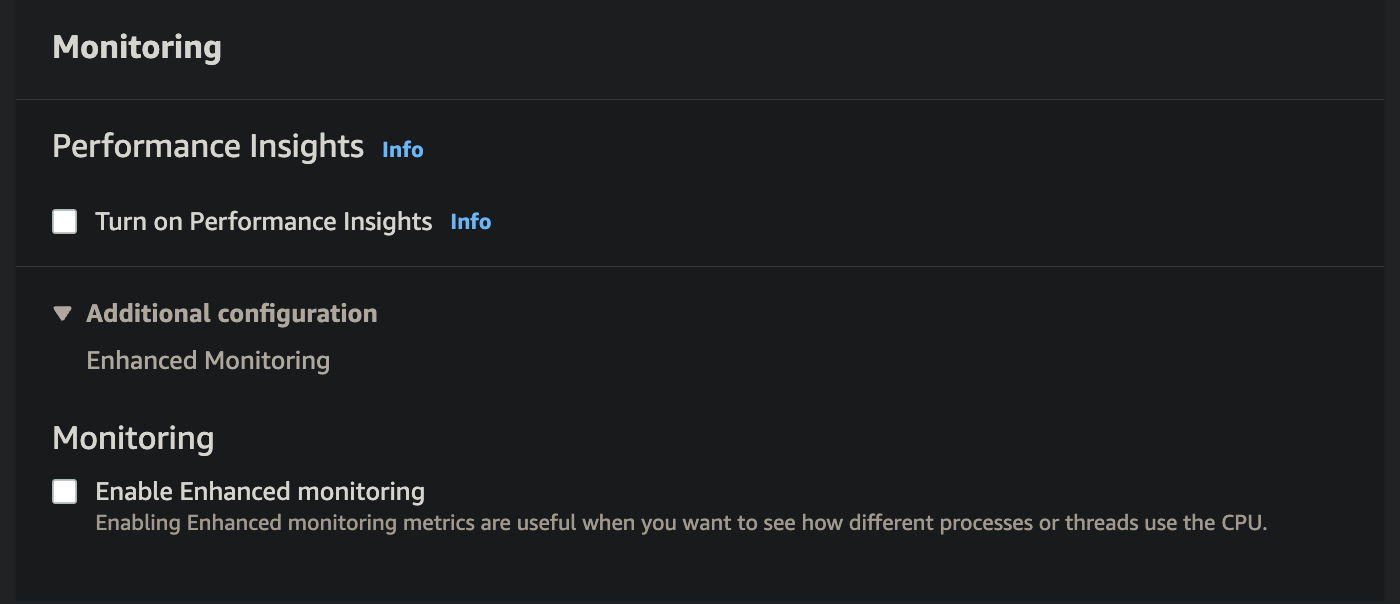 Monitoring
Performance Insights Info
Turn on Performance Insights Info
Additional configuration
Enhanced Monitoring
Monitoring
Enable Enhanced monitoring
Enabling Enhanced monitoring metrics are useful when you want to see how different processes or threads use the CPU.